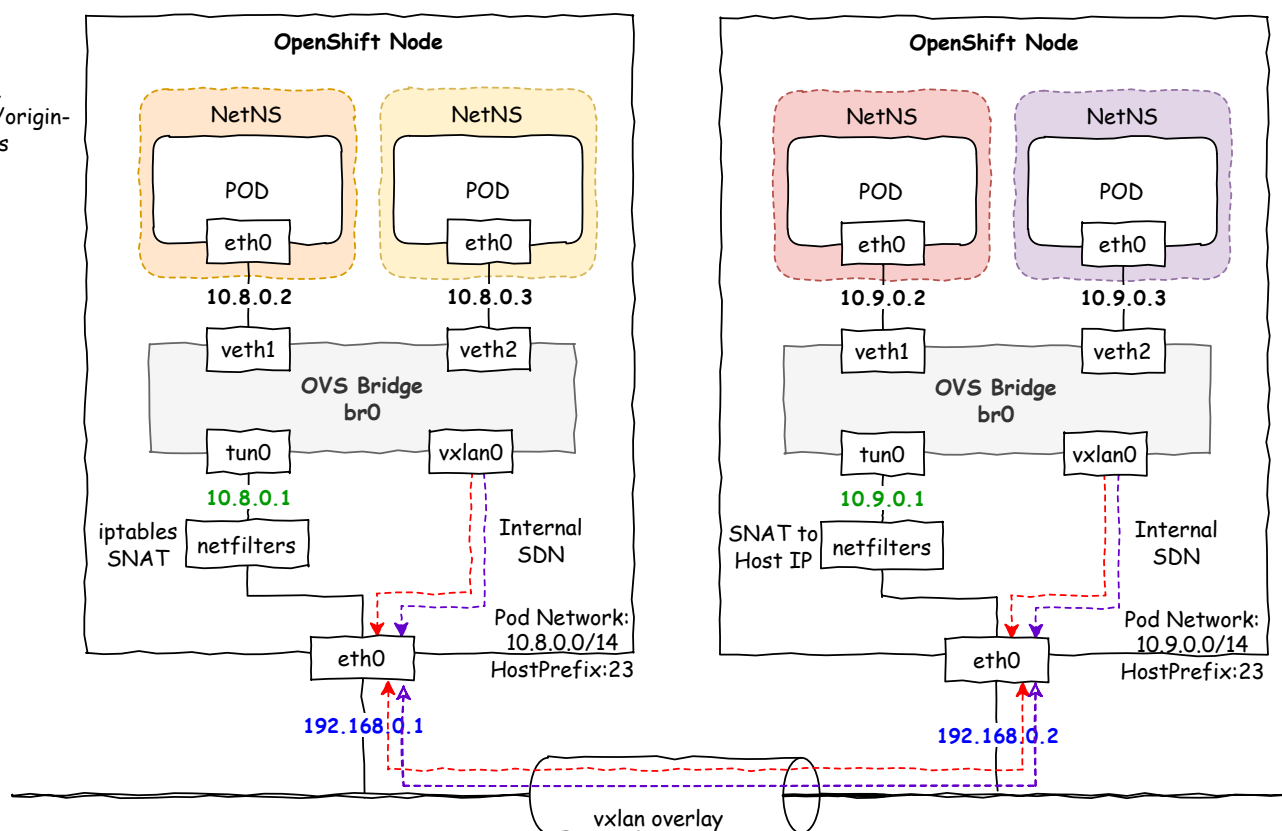 /origin-
s
OpenShift Node
NetNS
NetNS
POD
POD
eth0
eth0
10.8.0.2
10.8.0.3
veth1
veth2
OVS Bridge
br0
tun0
vxlan0
10.8.0.1
iptables
SNAT
netfilters
Internal
SDN
Pod Network:
10.8.0.0/14
HostPrefix:23
eth0
192.168.0.1
OpenShift Node
NetNS
NetNS
POD
POD
eth0
eth0
10.9.0.2
10.9.0.3
veth1
veth2
OVS Bridge
br0
tun0
vxlan0
10.9.0.1
SNAT to
Host IP
netfilters
Internal
SDN
Pod Network:
10.9.0.0/14
HostPrefix:23
eth0
192.168.0.2
vxlan overlay